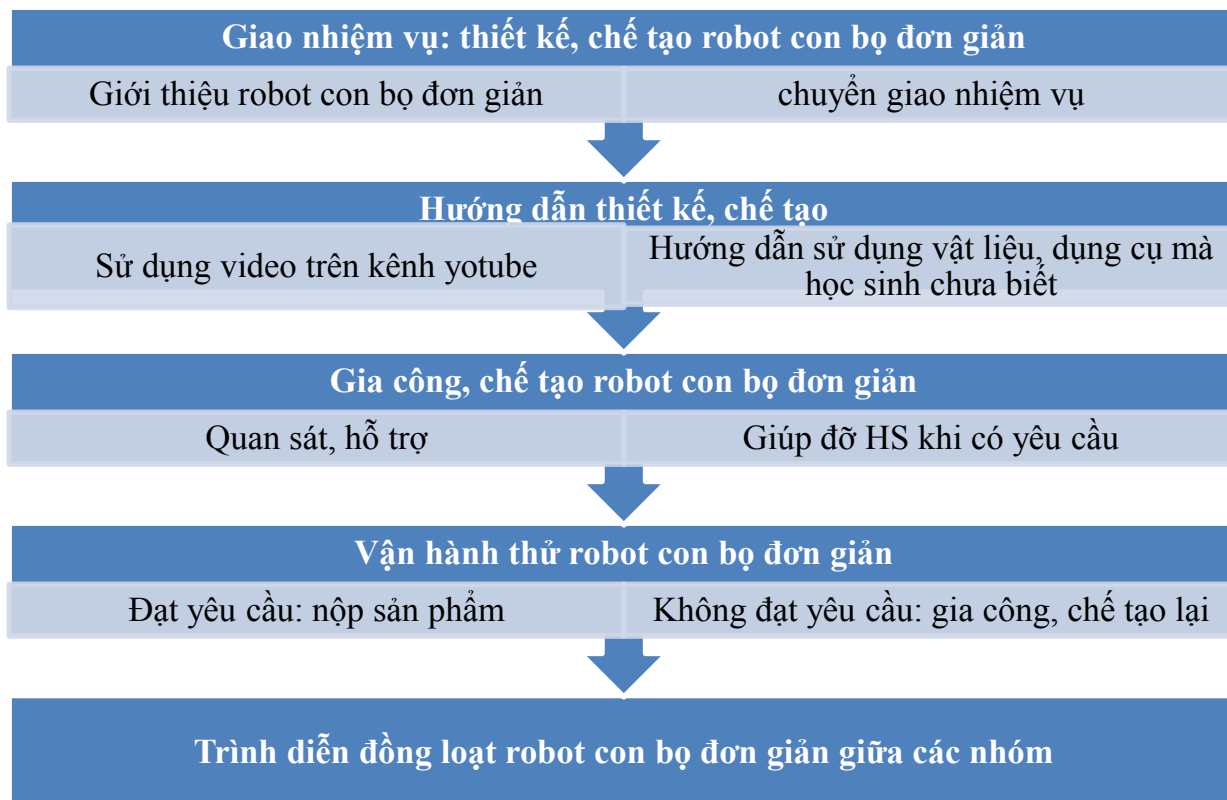 Giao nhiệm vụ: thiết kế, chế tạo robot con bọ đơn giản
Giới thiệu robot con bọ đơn giản
chuyển giao nhiệm vụ
Hướng dẫn thiết kế, chế tạo
Sử dụng video trên kênh yotube
Hướng dẫn sử dụng vật liệu, dụng cụ mà
học sinh chưa biết
Gia công, chế tạo robot con bọ đơn giản
Quan sát, hỗ trợ
Giúp đỡ HS khi có yêu cầu
Vận hành thử robot con bọ đơn giản
Đạt yêu cầu: nộp sản phẩm
Không đạt yêu cầu: gia công, chế tạo lại
Trình diễn đồng loạt robot con bọ đơn giản giữa các nhóm